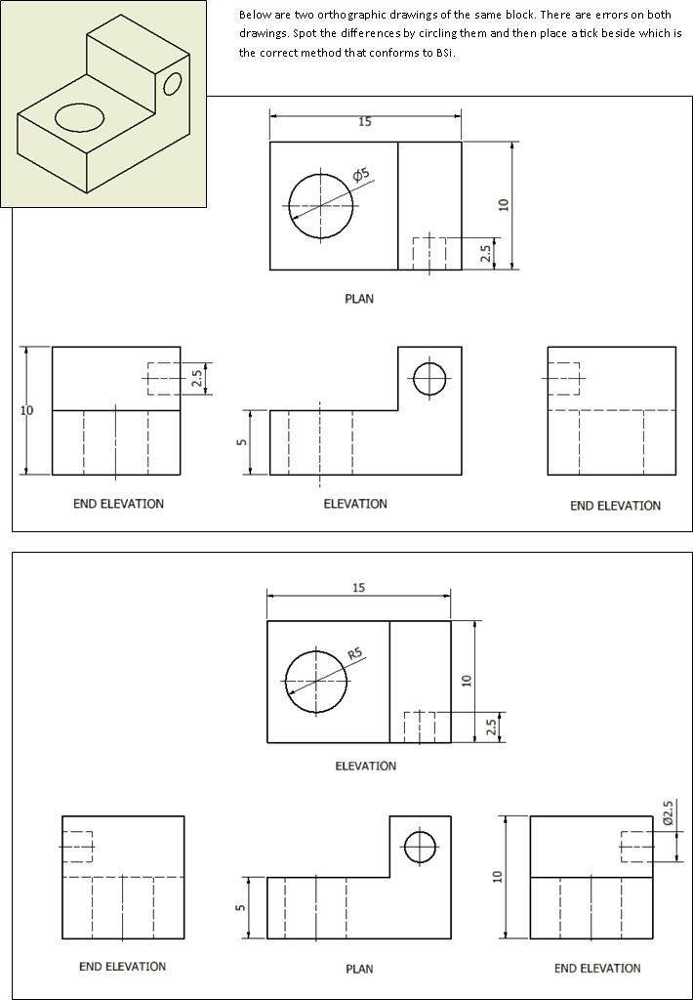 Below are two orthographic drawings of the same block. There are errors on both
drawings. Spot the differences by circling them and then place a tick beside which is
the correct method that conforms to BSi.
15
Ø5
10
2.5
PLAN
10
2.5
5
END ELEVATION
ELEVATION
END ELEVATION
15
R5
10
2.5
ELEVATION
Ø2.5
5
10
END ELEVATION
PLAN
END ELEVATION